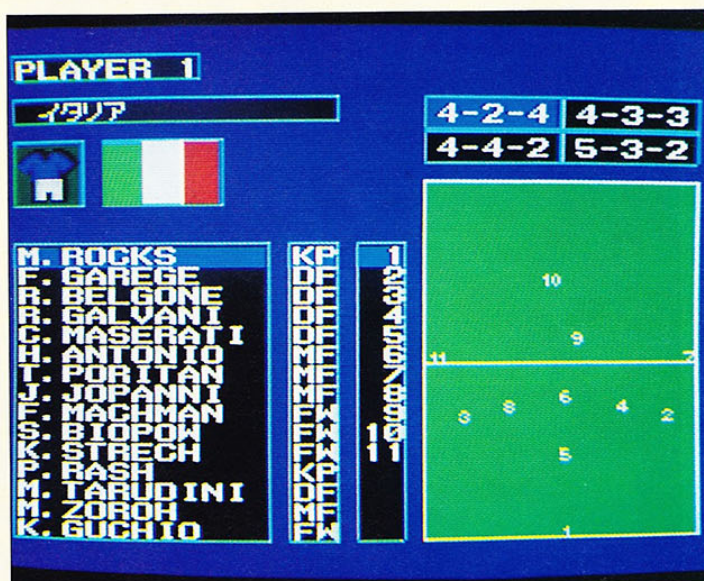 PLAYER 1
イタリア
4-2-4 4-3-3
4-4-2 5-3-2
M. ROCKS KP 1
F. GAREGE DF 2
R. BELGONE DF 3
R. GALVANI DF 4
C. MASERATI DF 5
H. ANTONIO MF 6
T. PORITAN MF 7
J. JOPANNI MF 8
F. MACHMAN FW 9
S. BIOPOW FW 10
K. STRECH FW 11
P. RASH KP
M. TARUDINI DF
M. ZOROH MF
K. GUCHIO FW
10
9
11 7
3 8 6 4 2
5
1